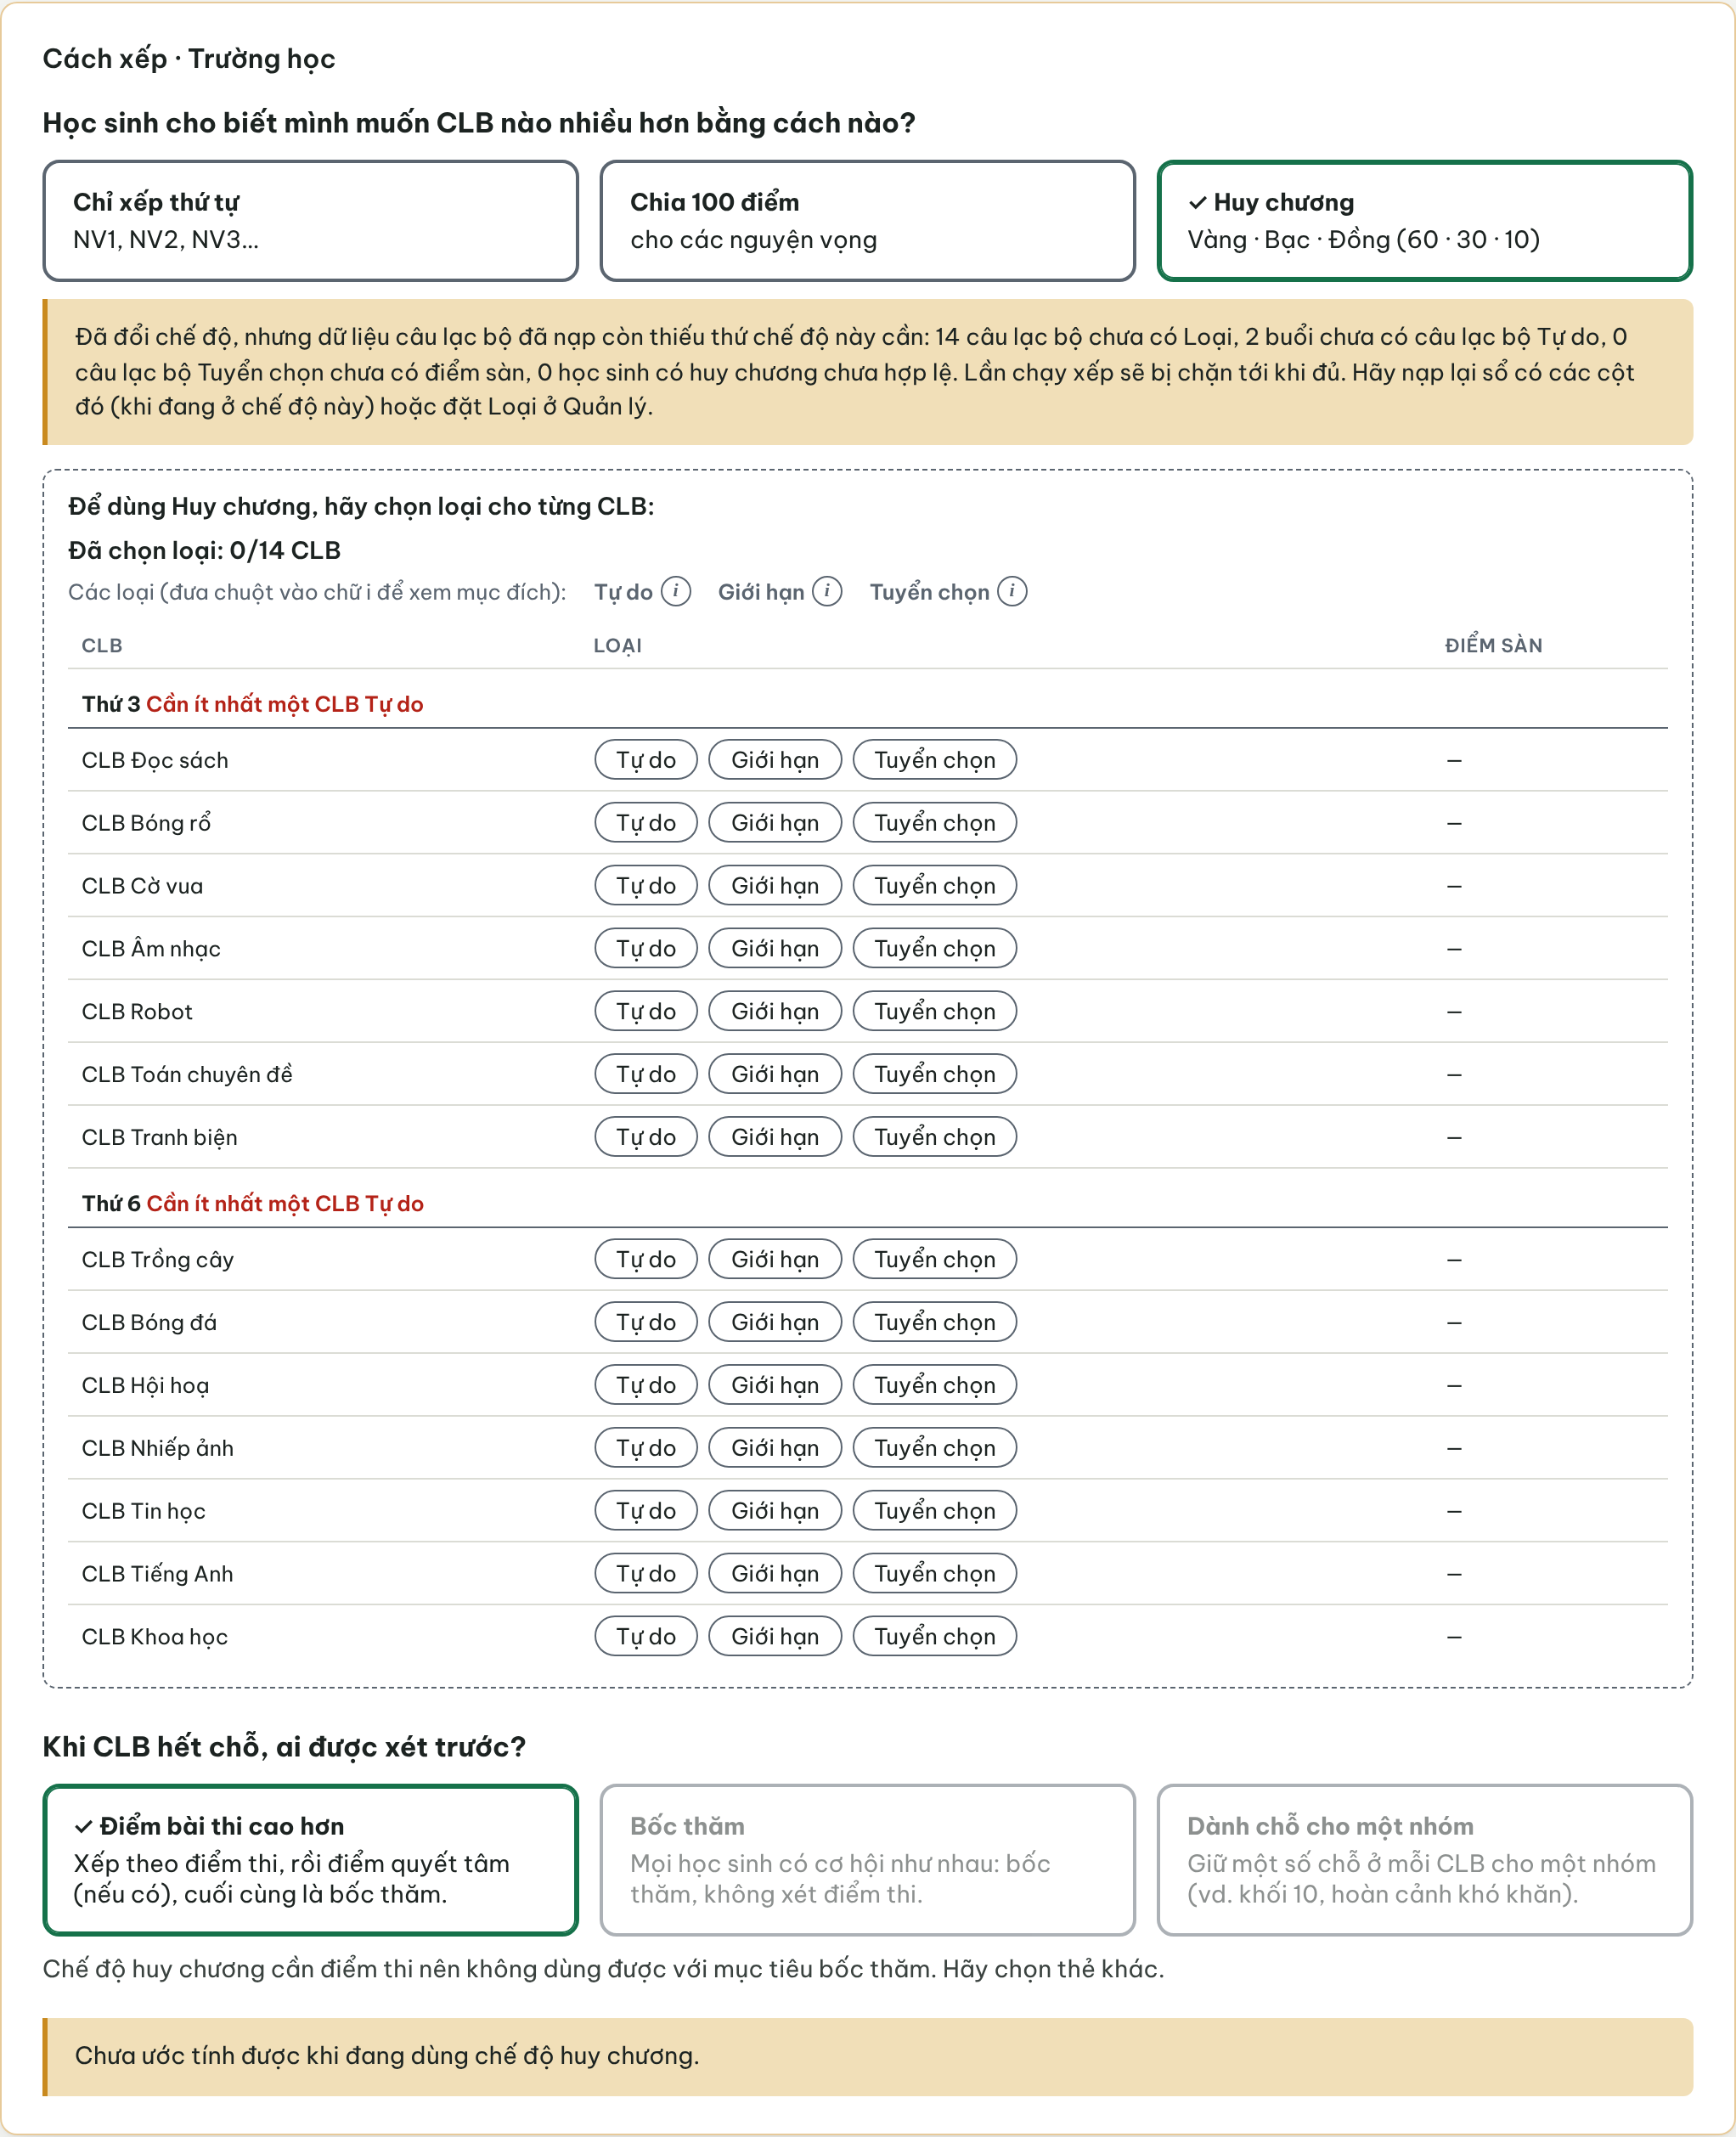 Cách xếp · Trường học
Học sinh cho biết mình muốn CLB nào nhiều hơn bằng cách nào?
Chỉ xếp thứ tự
NV1, NV2, NV3...
Chia 100 điểm
cho các nguyện vọng
✓ Huy chương
Vàng · Bạc · Đồng (60 · 30 · 10)
Đã đổi chế độ, nhưng dữ liệu câu lạc bộ đã nạp còn thiếu thứ chế độ này cần: 14 câu lạc bộ chưa có Loại, 2 buổi chưa có câu lạc bộ Tự do, 0
câu lạc bộ Tuyển chọn chưa có điểm sàn, 0 học sinh có huy chương chưa hợp lệ. Lần chạy xếp sẽ bị chặn tới khi đủ. Hãy nạp lại sổ có các cột
đó (khi đang ở chế độ này) hoặc đặt Loại ở Quản lý.
Để dùng Huy chương, hãy chọn loại cho từng CLB:
Đã chọn loại: 0/14 CLB
Các loại (đưa chuột vào chữ i để xem mục đích): Tự do i Giới hạn i Tuyển chọn i
CLB LOẠI ĐIỂM SÀN
Thứ 3 Cần ít nhất một CLB Tự do
CLB Đọc sách Tự do Giới hạn Tuyển chọn –
CLB Bóng rổ Tự do Giới hạn Tuyển chọn –
CLB Cờ vua Tự do Giới hạn Tuyển chọn –
CLB Âm nhạc Tự do Giới hạn Tuyển chọn –
CLB Robot Tự do Giới hạn Tuyển chọn –
CLB Toán chuyên đề Tự do Giới hạn Tuyển chọn –
CLB Tranh biện Tự do Giới hạn Tuyển chọn –
Thứ 6 Cần ít nhất một CLB Tự do
CLB Trồng cây Tự do Giới hạn Tuyển chọn –
CLB Bóng đá Tự do Giới hạn Tuyển chọn –
CLB Hội hoạ Tự do Giới hạn Tuyển chọn –
CLB Nhiếp ảnh Tự do Giới hạn Tuyển chọn –
CLB Tin học Tự do Giới hạn Tuyển chọn –
CLB Tiếng Anh Tự do Giới hạn Tuyển chọn –
CLB Khoa học Tự do Giới hạn Tuyển chọn –
Khi CLB hết chỗ, ai được xét trước?
✓ Điểm bài thi cao hơn
Xếp theo điểm thi, rồi điểm quyết tâm
(nếu có), cuối cùng là bốc thăm.
Bốc thăm
Mọi học sinh có cơ hội như nhau: bốc
thăm, không xét điểm thi.
Dành chỗ cho một nhóm
Giữ một số chỗ ở mỗi CLB cho một nhóm
(vd. khối 10, hoàn cảnh khó khăn).
Chế độ huy chương cần điểm thi nên không dùng được với mục tiêu bốc thăm. Hãy chọn thẻ khác.
Chưa ước tính được khi đang dùng chế độ huy chương.